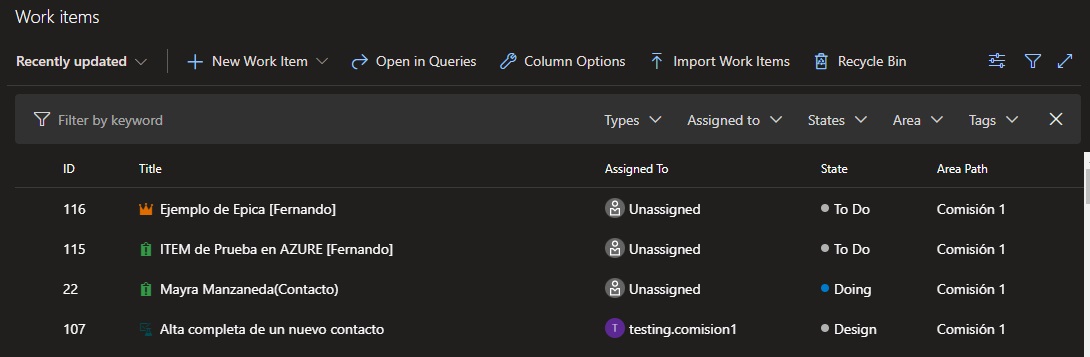 Work items
Recently updated New Work Item Open in Queries Column Options Import Work Items Recycle Bin
Filter by keyword Types Assigned to States Area Tags
ID Title Assigned To State Area Path
116 Ejemplo de Epica [Fernando] Unassigned To Do Comisión 1
115 ITEM de Prueba en AZURE [Fernando] Unassigned To Do Comisión 1
22 Mayra Manzaneda(Contacto) Unassigned Doing Comisión 1
107 Alta completa de un nuevo contacto T testing.comision1 Design Comisión 1